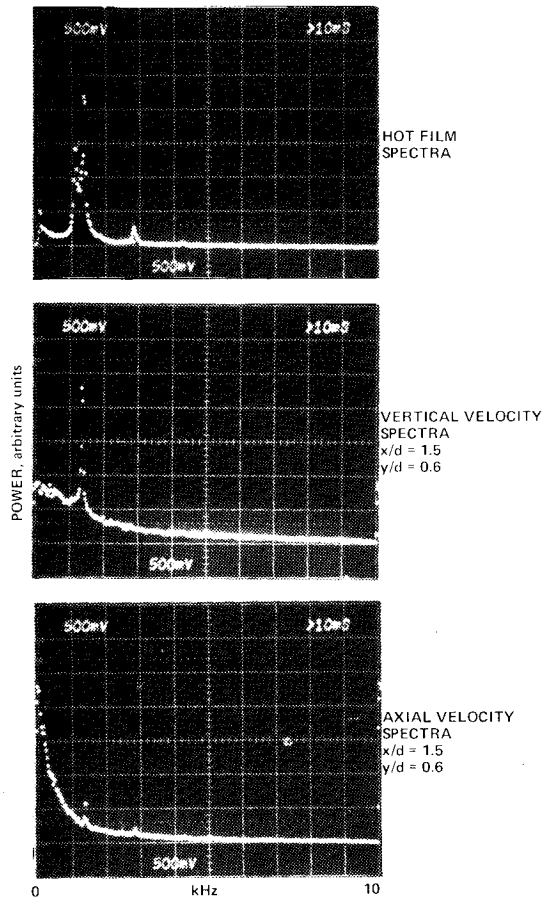 500mV >10mS
HOT FILM
SPECTRA
500mV
500mV >10mS
POWER, arbitrary units
VERTICAL VELOCITY
SPECTRA
x/d = 1.5
y/d = 0.6
500mV
500mV >10mS
AXIAL VELOCITY
SPECTRA
x/d = 1.5
y/d = 0.6
500mV
0 kHz 10